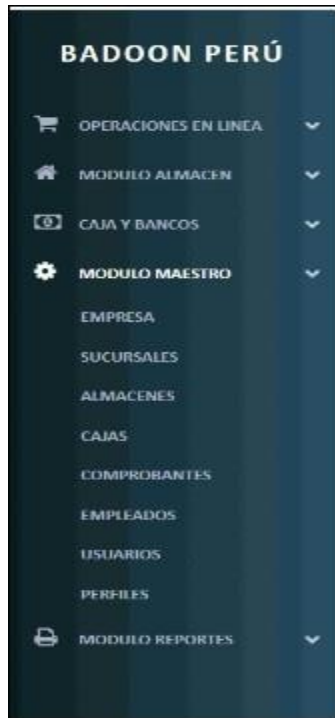 BADOON PERÚ
OPERACIONES EN LINEA
MODULO ALMACEN
CAJA Y BANCOS
MODULO MAESTRO
EMPRESA
SUCURSALES
ALMACENES
CAJAS
COMPROBANTES
EMPLEADOS
USUARIOS
PERFILES
MODULO REPORTES